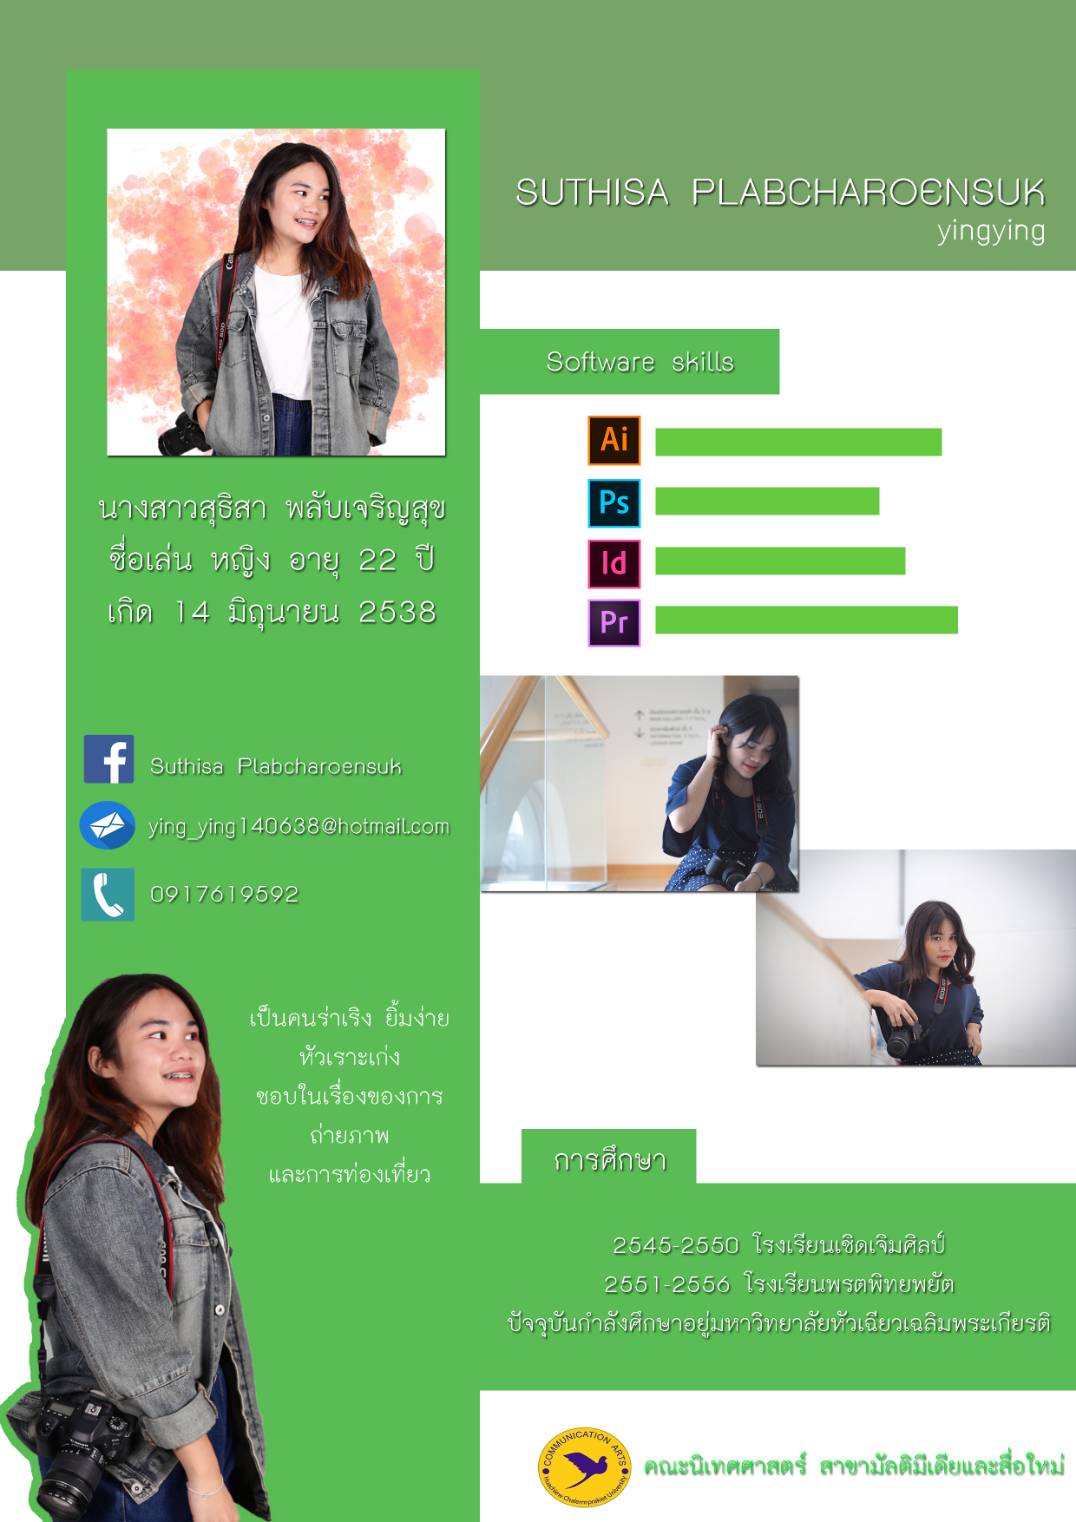 SUTHISA PLABCHAROENSUK
yingying
นางสาวสุธิสา พลับเจริญสุข
ชื่อเล่น หญิง อายุ 22 ปี
เกิด 14 มิถุนายน 2538
Suthisa Plabcharoensuk
ying_ying140638@hotmail.com
0917619592
เป็นคนร่าเริง ยิ้มง่าย
หัวเราะเก่ง
ชอบในเรื่องของการ
ถ่ายภาพ
และการท่องเที่ยว
Software skills
Ai
Ps
Id
Pr
การศึกษา
2545-2550 โรงเรียนเชิดเจิมศิลป์
2551-2556 โรงเรียนพรตพิทยพยัต
ปัจจุบันกำลังศึกษาอยู่มหาวิทยาลัยหัวเฉียวเฉลิมพระเกียรติ
COMMUNICATION ARTS
Huachiew Chalermprakiet University
คณะนิเทศศาสตร์ สาขามัลติมีเดียและสื่อใหม่